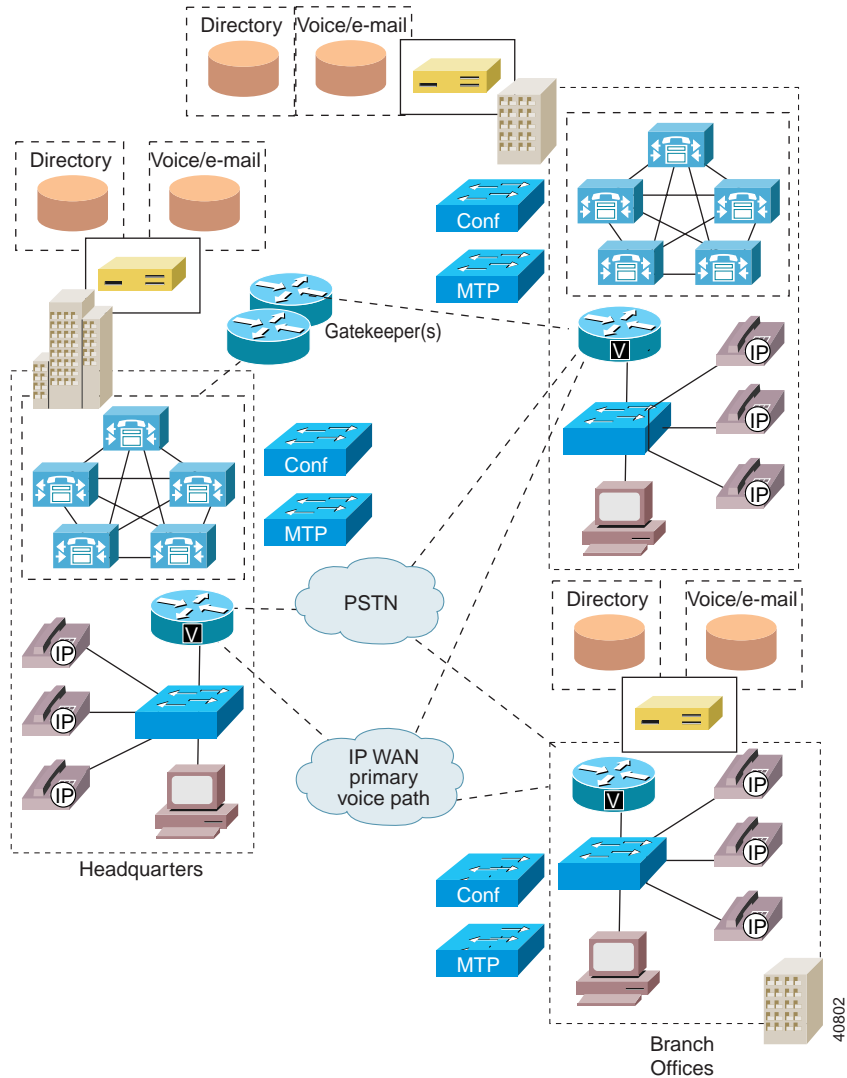 Directory
Voice/e-mail
Directory
Voice/e-mail
Conf
MTP
Gatekeeper(s)
V
IP
IP
IP
Conf
MTP
PSTN
V
IP
IP
IP
IP WAN
primary
voice path
Headquarters
Directory
Voice/e-mail
V
IP
IP
IP
Conf
MTP
Branch
Offices
40802